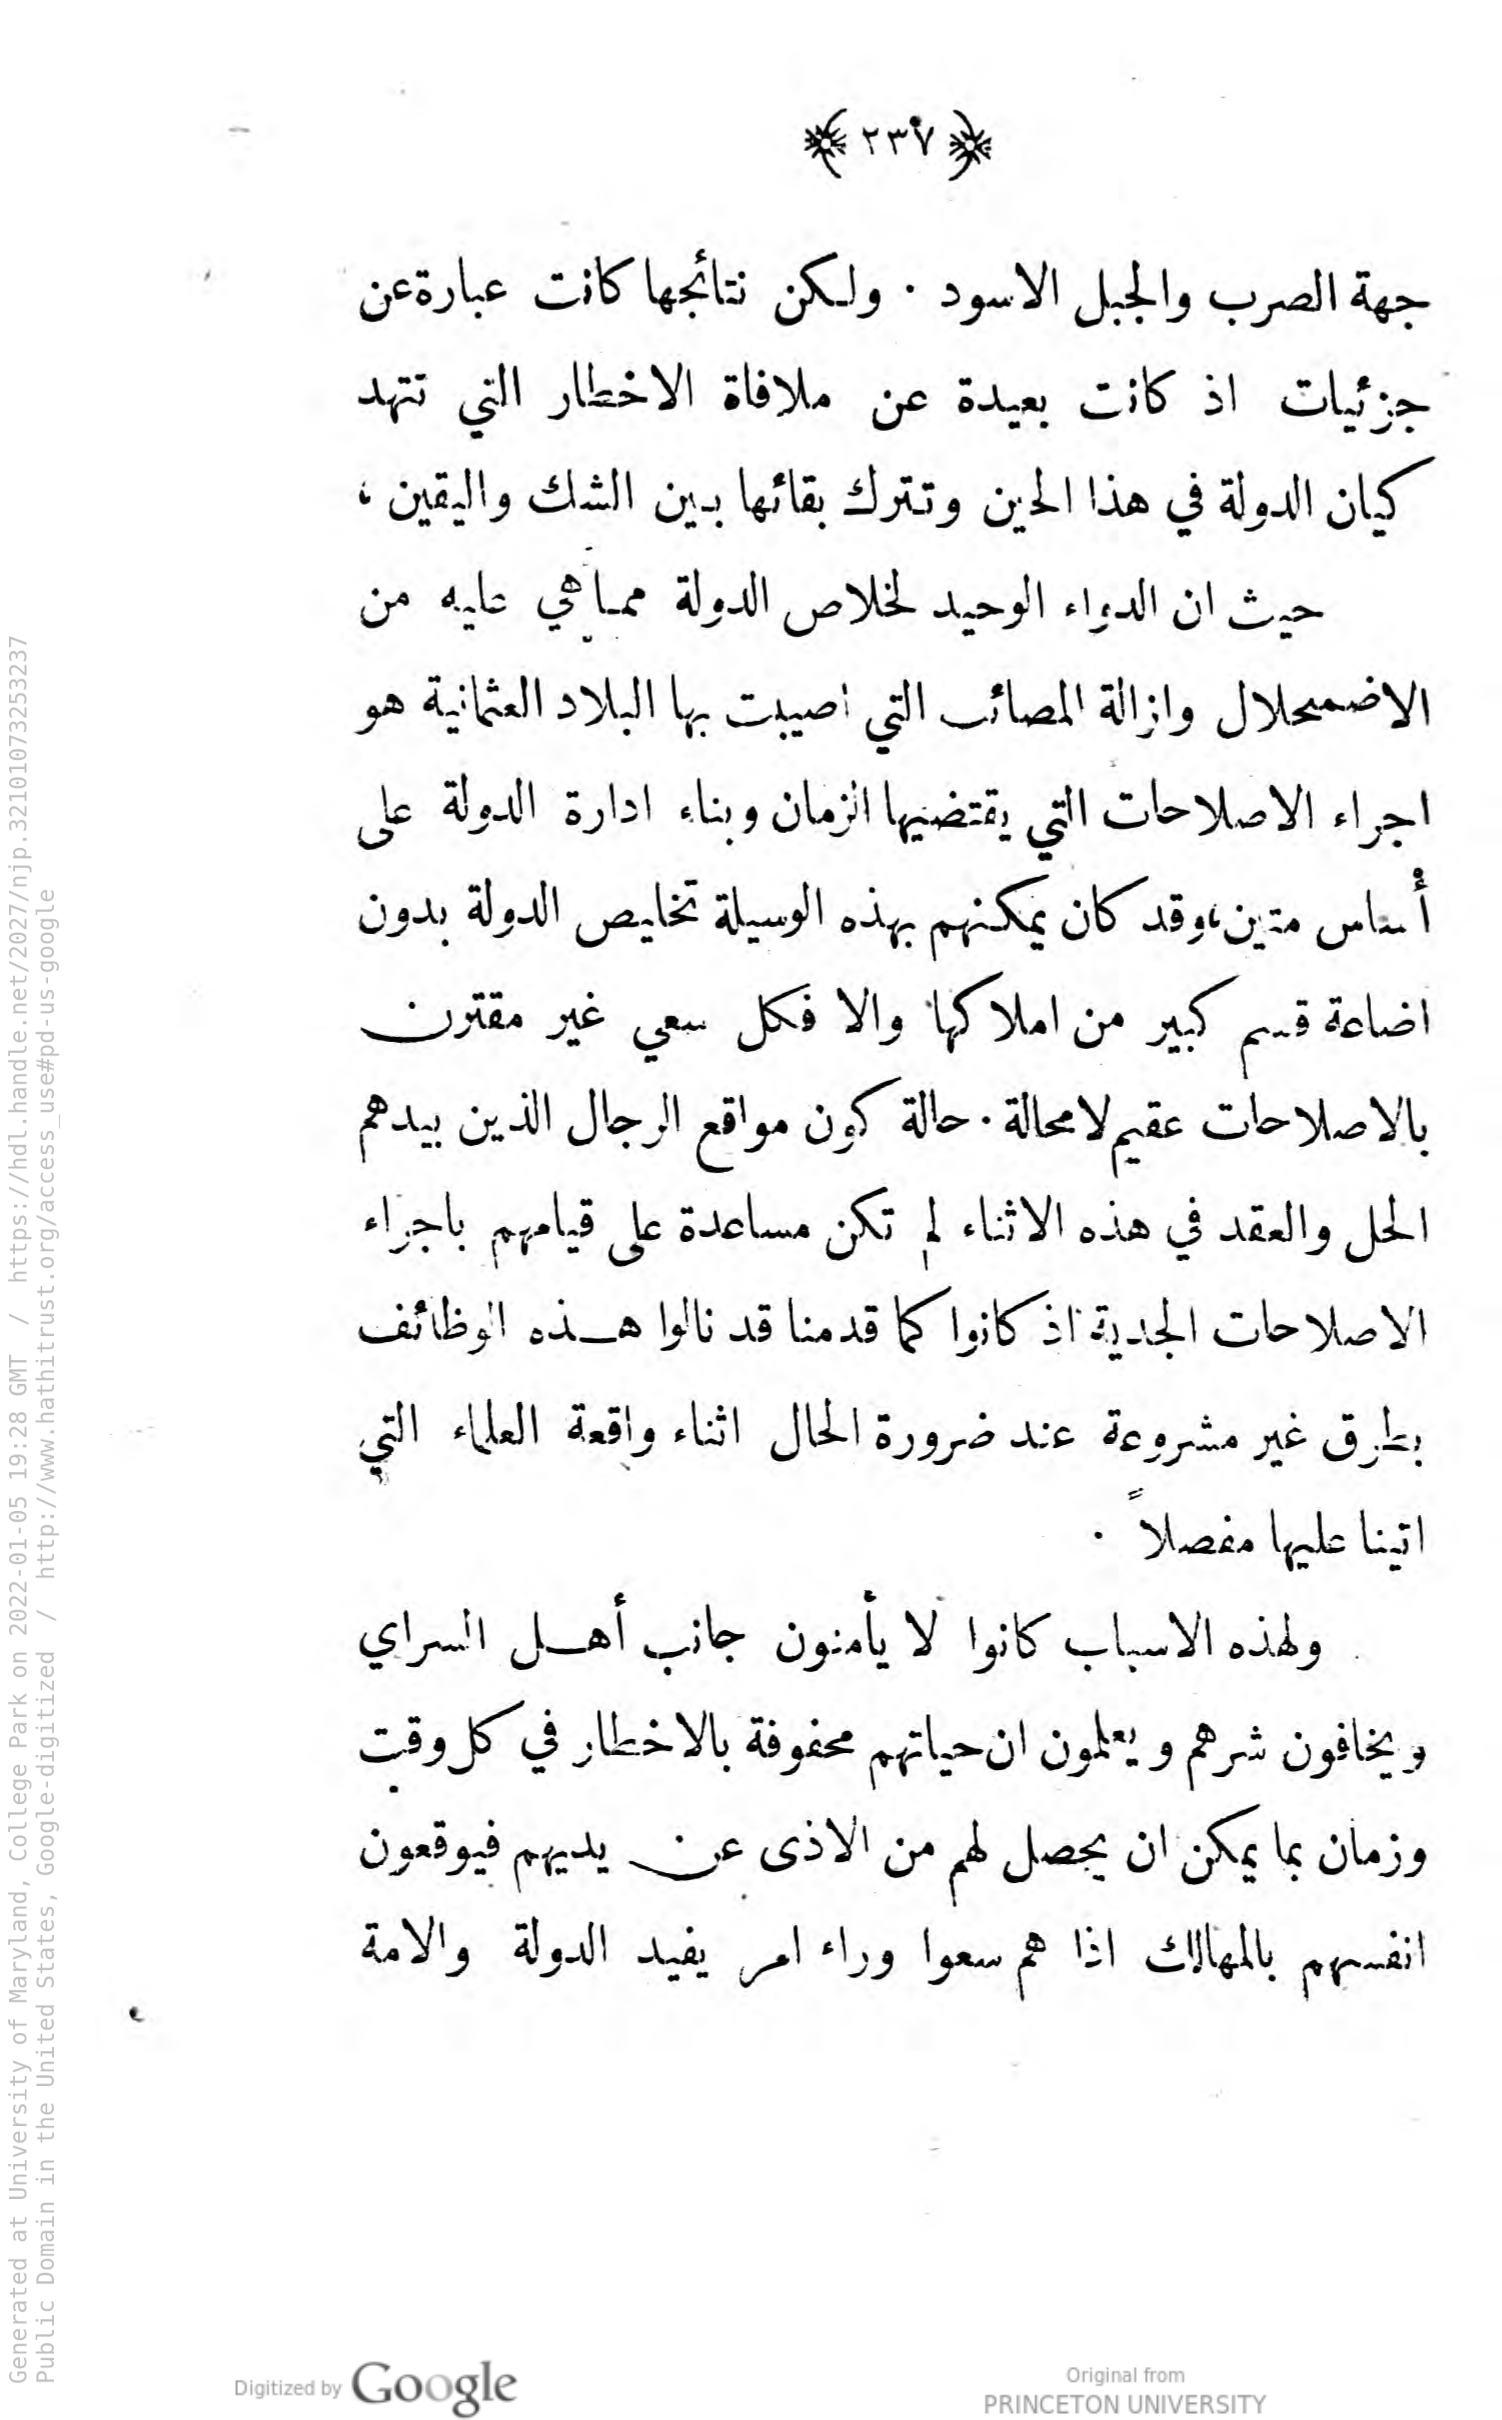 ﴿ ٢٣٧ ﴾
جهة الصرب والجبل الاسود · ولكن نتائجها كانت عبارة عن
جزئيات اذ كانت بعيدة عن ملافاة الاخطار التي تتهد
كيان الدولة في هذا الحين وتترك بقائها بين الشك واليقين ،
حيث ان الدواء الوحيد لخلاص الدولة مما هي عليه من
الاضمحلال وازالة المصائب التي اصيبت بها البلاد العثمانية هو
اجراء الاصلاحات التي يقتضيها الزمان وبناء ادارة الدولة على
أساس متين، وقد كان يمكنهم بهذه الوسيلة تخليص الدولة بدون
اضاعة قسم كبير من املاكها والا فكل سعي غير مقترن
بالاصلاحات عقيم لا محالة · حالة كون مواقع الرجال الذين بيدهم
الحل والعقد في هذه الاثناء لم تكن مساعدة على قيامهم باجراء
الاصلاحات الجدية اذ كانوا كما قدمنا قد نالوا هذه الوظائف
بطرق غير مشروعة عند ضرورة الحال اثناء واقعة العلماء التي
اتينا عليها مفصلاً ·
ولهذه الاسباب كانوا لا يأمنون جانب أهل السراي
ويخافون شرهم ويعلمون ان حياتهم محفوفة بالاخطار في كل وقت
وزمان بما يمكن ان يحصل لهم من الاذى عن يديهم فيوقعون
انفسهم بالمهالك اذا هم سعوا وراء امر يفيد الدولة والامة
Generated at University of Maryland, College Park on 2022-01-05 19:28 GMT / https://hdl.handle.net/2027/njp.32101073253237
Public Domain in the United States, Google-digitized / http://www.hathitrust.org/access_use#pd-us-google
Digitized by Google
Original from
PRINCETON UNIVERSITY